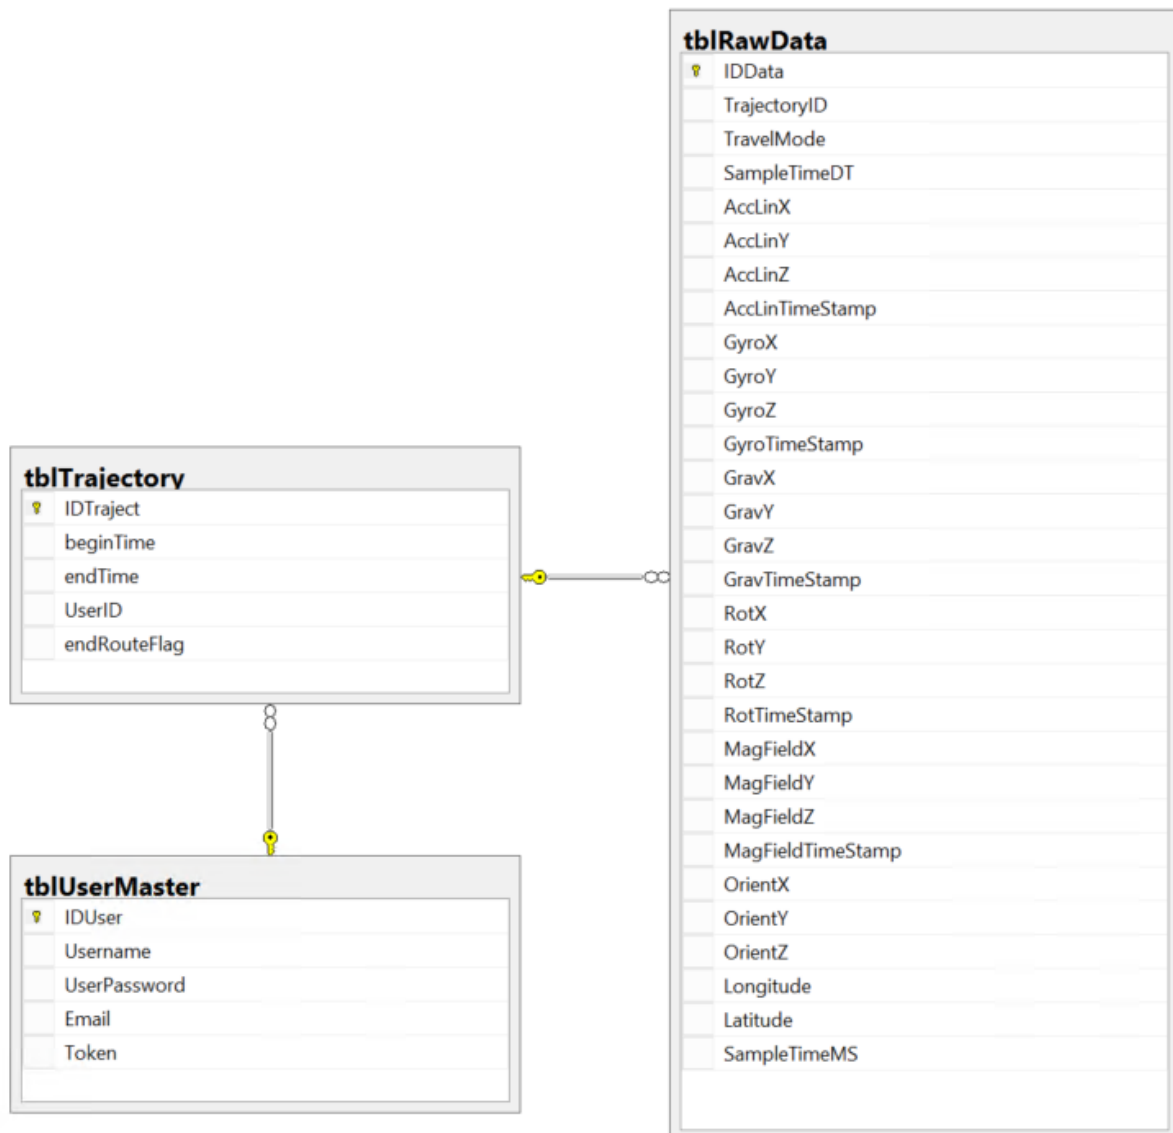 tblRawData
IDData
TrajectoryID
TravelMode
SampleTimeDT
AccLinX
AccLinY
AccLinZ
AccLinTimeStamp
GyroX
GyroY
GyroZ
GyroTimeStamp
GravX
GravY
GravZ
GravTimeStamp
RotX
RotY
RotZ
RotTimeStamp
MagFieldX
MagFieldY
MagFieldZ
MagFieldTimeStamp
OrientX
OrientY
OrientZ
Longitude
Latitude
SampleTimeMS
tblTrajectory
IDTraject
beginTime
endTime
UserID
endRouteFlag
tblUserMaster
IDUser
Username
UserPassword
Email
Token